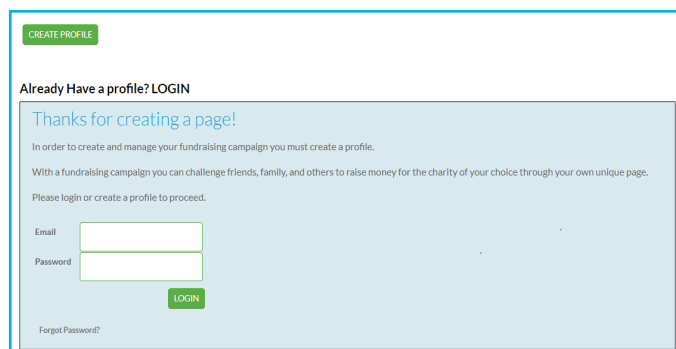 CREATE PROFILE
Already Have a profile? LOGIN
Thanks for creating a page!
In order to create and manage your fundraising campaign you must create a profile.
With a fundraising campaign you can challenge friends, family, and others to raise money for the charity of your choice through your own unique page.
Please login or create a profile to proceed.
Email
Password
LOGIN
Forgot Password?